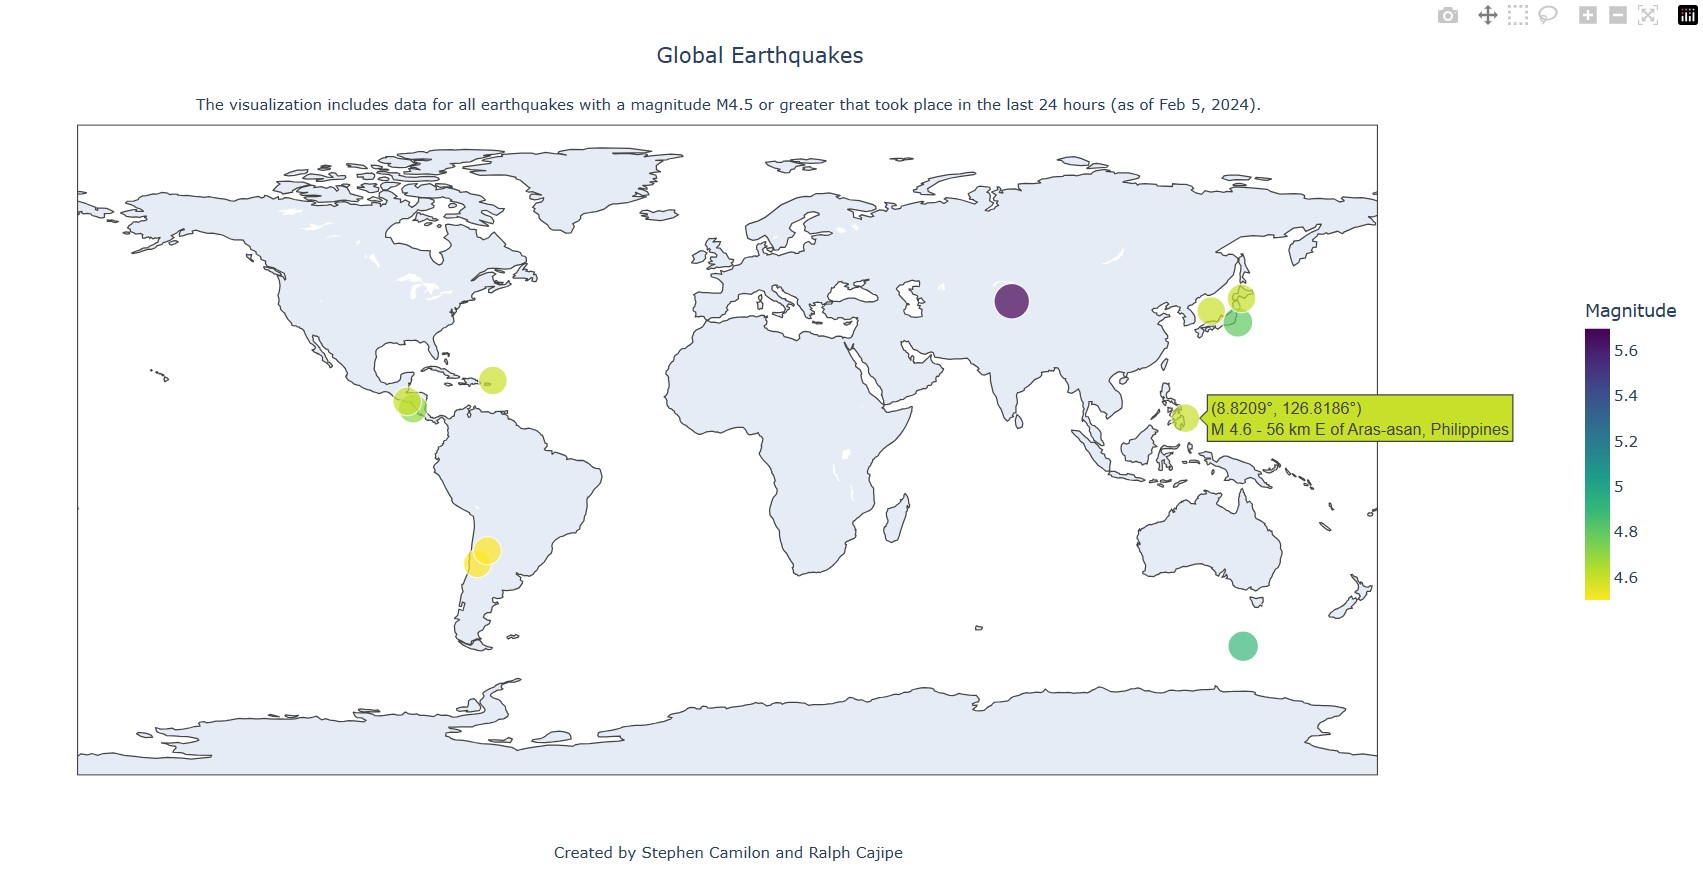 Global Earthquakes
The visualization includes data for all earthquakes with a magnitude M4.5 or greater that took place in the last 24 hours (as of Feb 5, 2024).
(8.8209°, 126.8186°)
M 4.6 - 56 km E of Aras-asan, Philippines
Magnitude
5.6
5.4
5.2
5
4.8
4.6
Created by Stephen Camilon and Ralph Cajipe